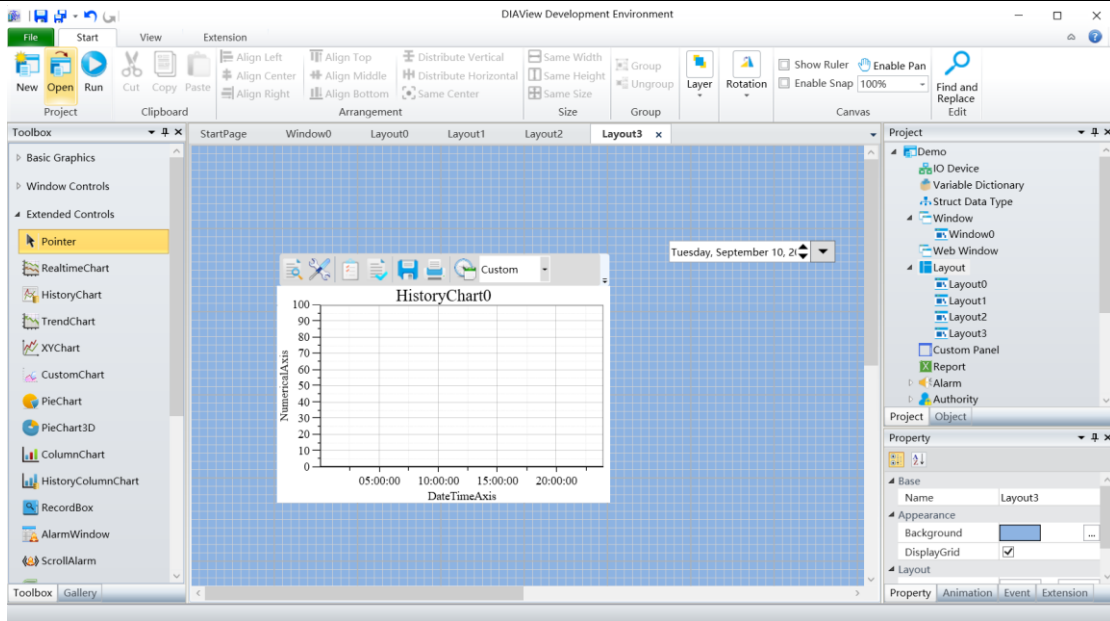 DIAView Development Environment
File Start View Extension
New Open Run
Project
Cut Copy Paste
Clipboard
Align Left Align Top Distribute Vertical
Align Center Align Middle Distribute Horizontal
Align Right Align Bottom Same Center
Arrangement
Same Width
Same Height
Same Size
Size
Group
Ungroup
Group
Layer Rotation
Show Ruler Enable Pan
Enable Snap 100%
Canvas
Find and
Replace
Edit
Toolbox
Basic Graphics
Window Controls
Extended Controls
Pointer
RealtimeChart
HistoryChart
TrendChart
XYChart
CustomChart
PieChart
PieChart3D
ColumnChart
HistoryColumnChart
RecordBox
AlarmWindow
ScrollAlarm
Toolbox Gallery
StartPage Window0 Layout0 Layout1 Layout2 Layout3 x
Tuesday, September 10, 20
Custom
HistoryChart0
NumericalAxis
100
90
80
70
60
50
40
30
20
10
0
05:00:00 10:00:00 15:00:00 20:00:00
DateTimeAxis
Project
Demo
IO Device
Variable Dictionary
Struct Data Type
Window
Window0
Web Window
Layout
Layout0
Layout1
Layout2
Layout3
Custom Panel
Report
Alarm
Authority
Project Object
Property
Base
Name Layout3
Appearance
Background ...
DisplayGrid
Layout
Property Animation Event Extension